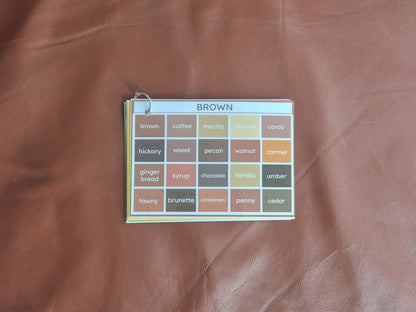 BROWN
brown coffee mocha peanut carob
hickory wood pecan walnut carmel
ginger
bread syrup chocolate tortilla umber
tawny brunette cinnamon penny cedar